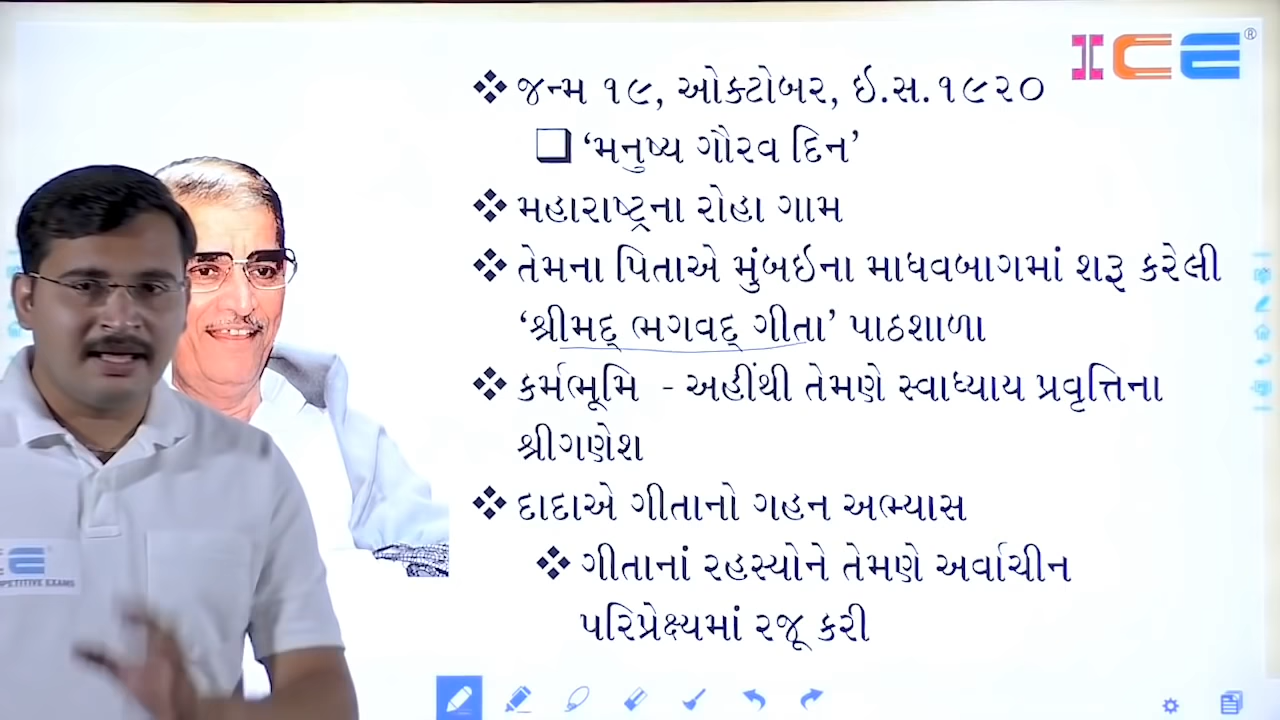 ICE®
❖ જન્મ ૧૯, ઓક્ટોબર, ઇ.સ.૧૯૨૦
❑ ‘મનુષ્ય ગૌરવ દિન’
❖ મહારાષ્ટ્રના રોહા ગામ
❖ તેમના પિતાએ મુંબઇના માધવબાગમાં શરૂ કરેલી
‘શ્રીમદ્ ભગવદ્ ગીતા’ પાઠશાળા
❖ કર્મભૂમિ - અહીંથી તેમણે સ્વાધ્યાય પ્રવૃત્તિના
શ્રીગણેશ
❖ દાદાએ ગીતાનો ગહન અભ્યાસ
❖ ગીતાનાં રહસ્યોને તેમણે અર્વાચીન
પરિપ્રેક્ષ્યમાં રજૂ કરી